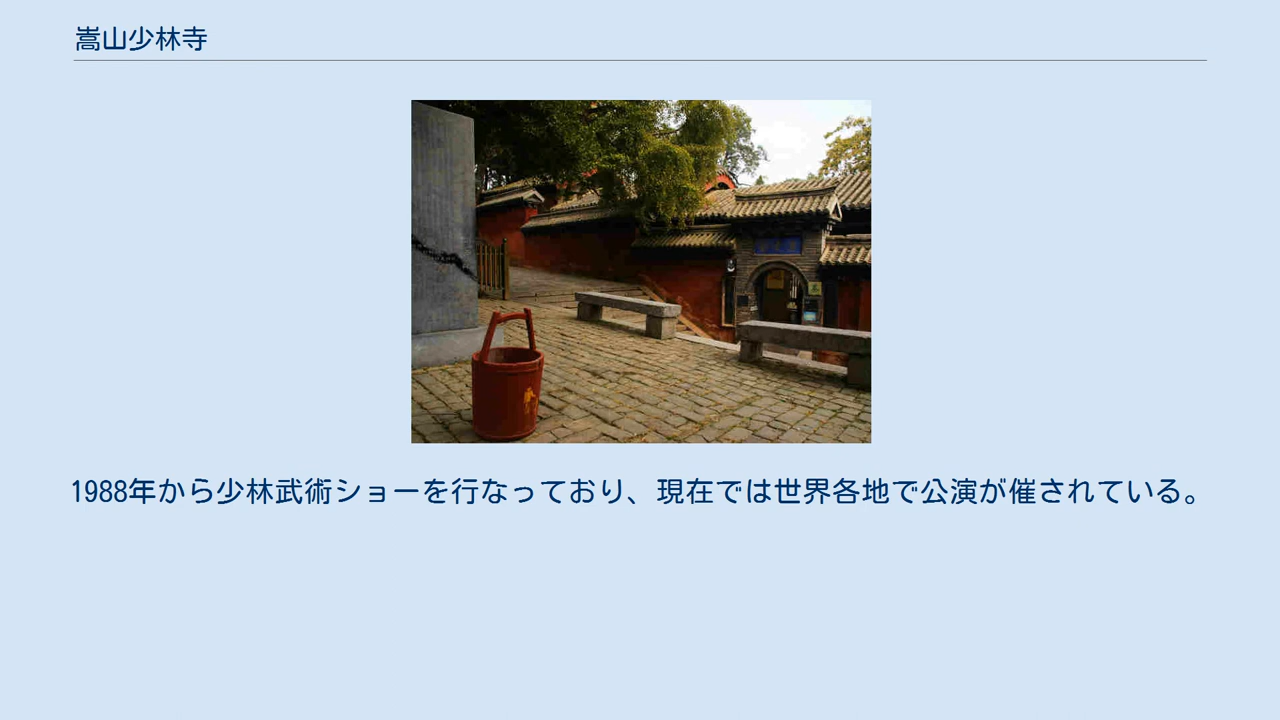 嵩山少林寺
1988年から少林武術ショーを行なっており、現在では世界各地で公演が催されている。